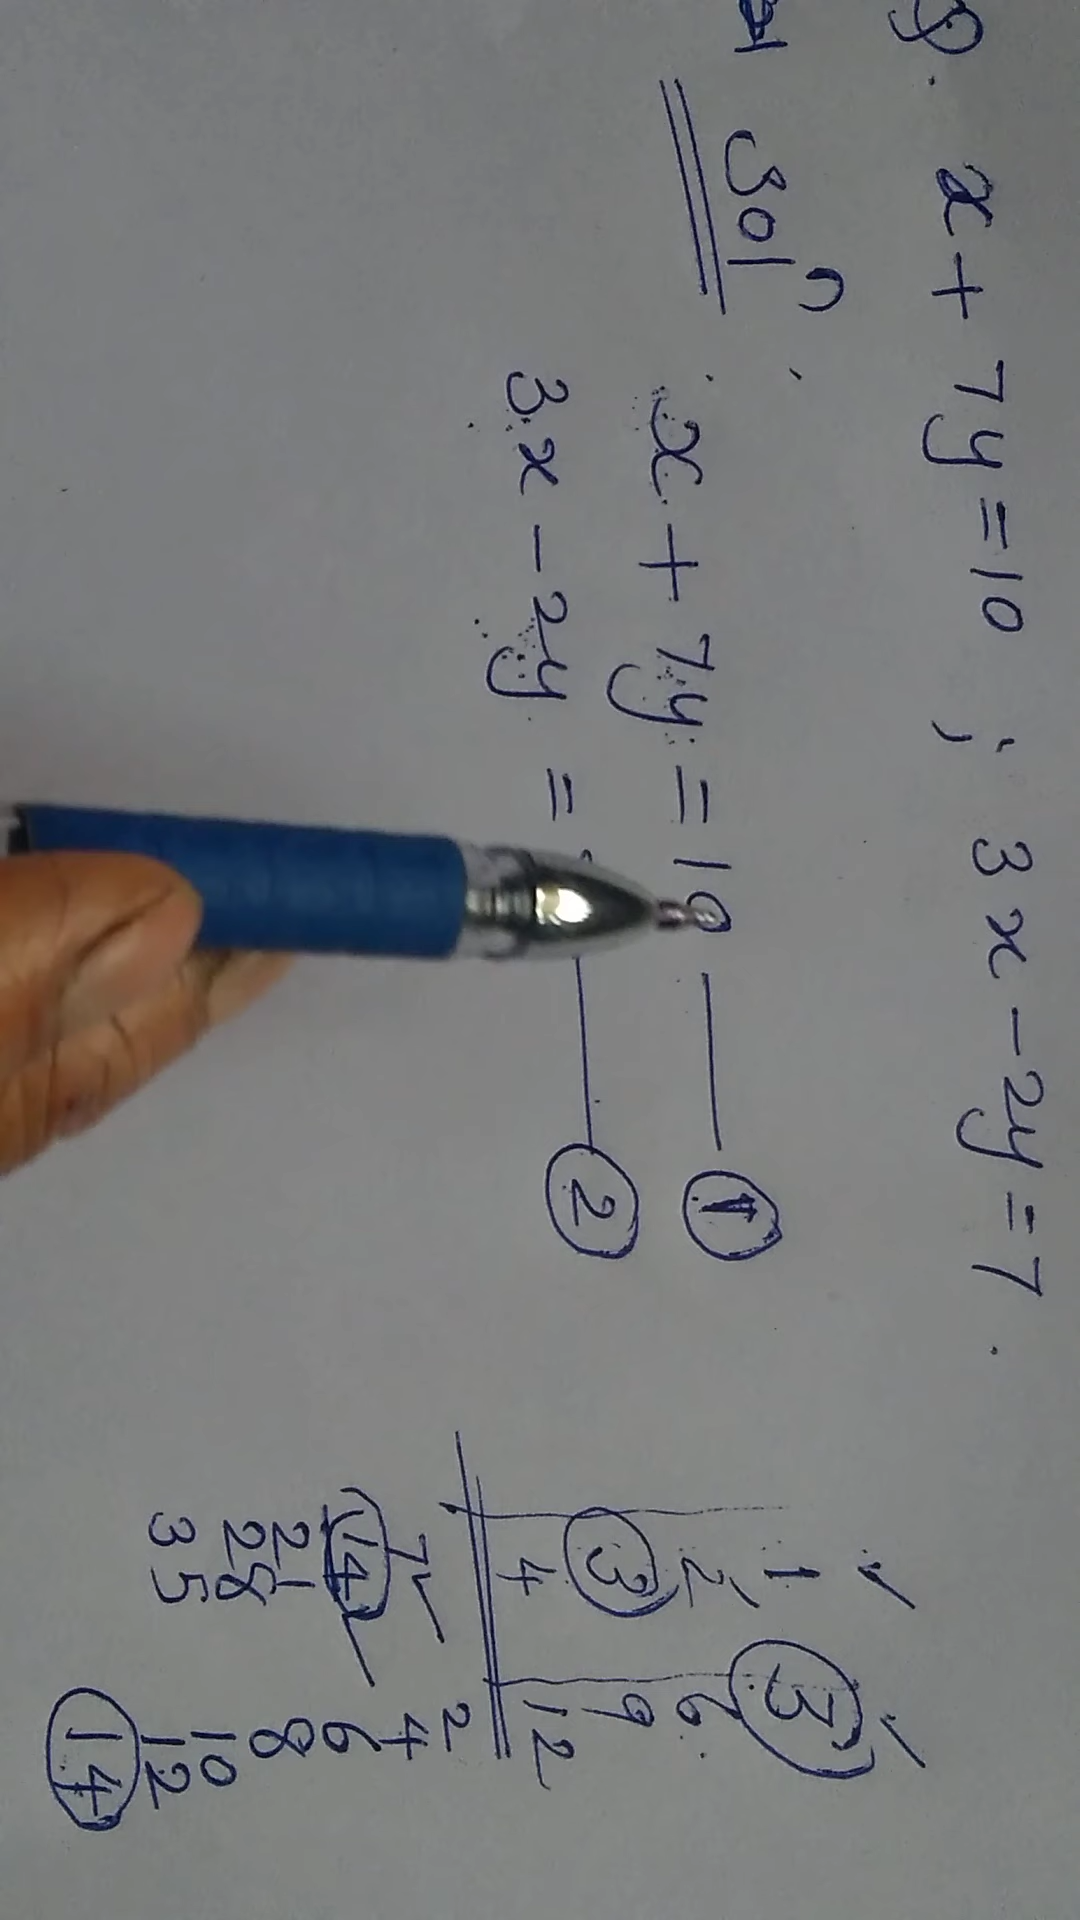 Q. x + 7y = 10 ; 3x - 2y = 7.
Solⁿ :
x + 7y = 10 — 1
3x - 2y = — 2
1 3
2 6
3 9
4 12
7 2
14 4
21 6
28 8
35 10
12
14